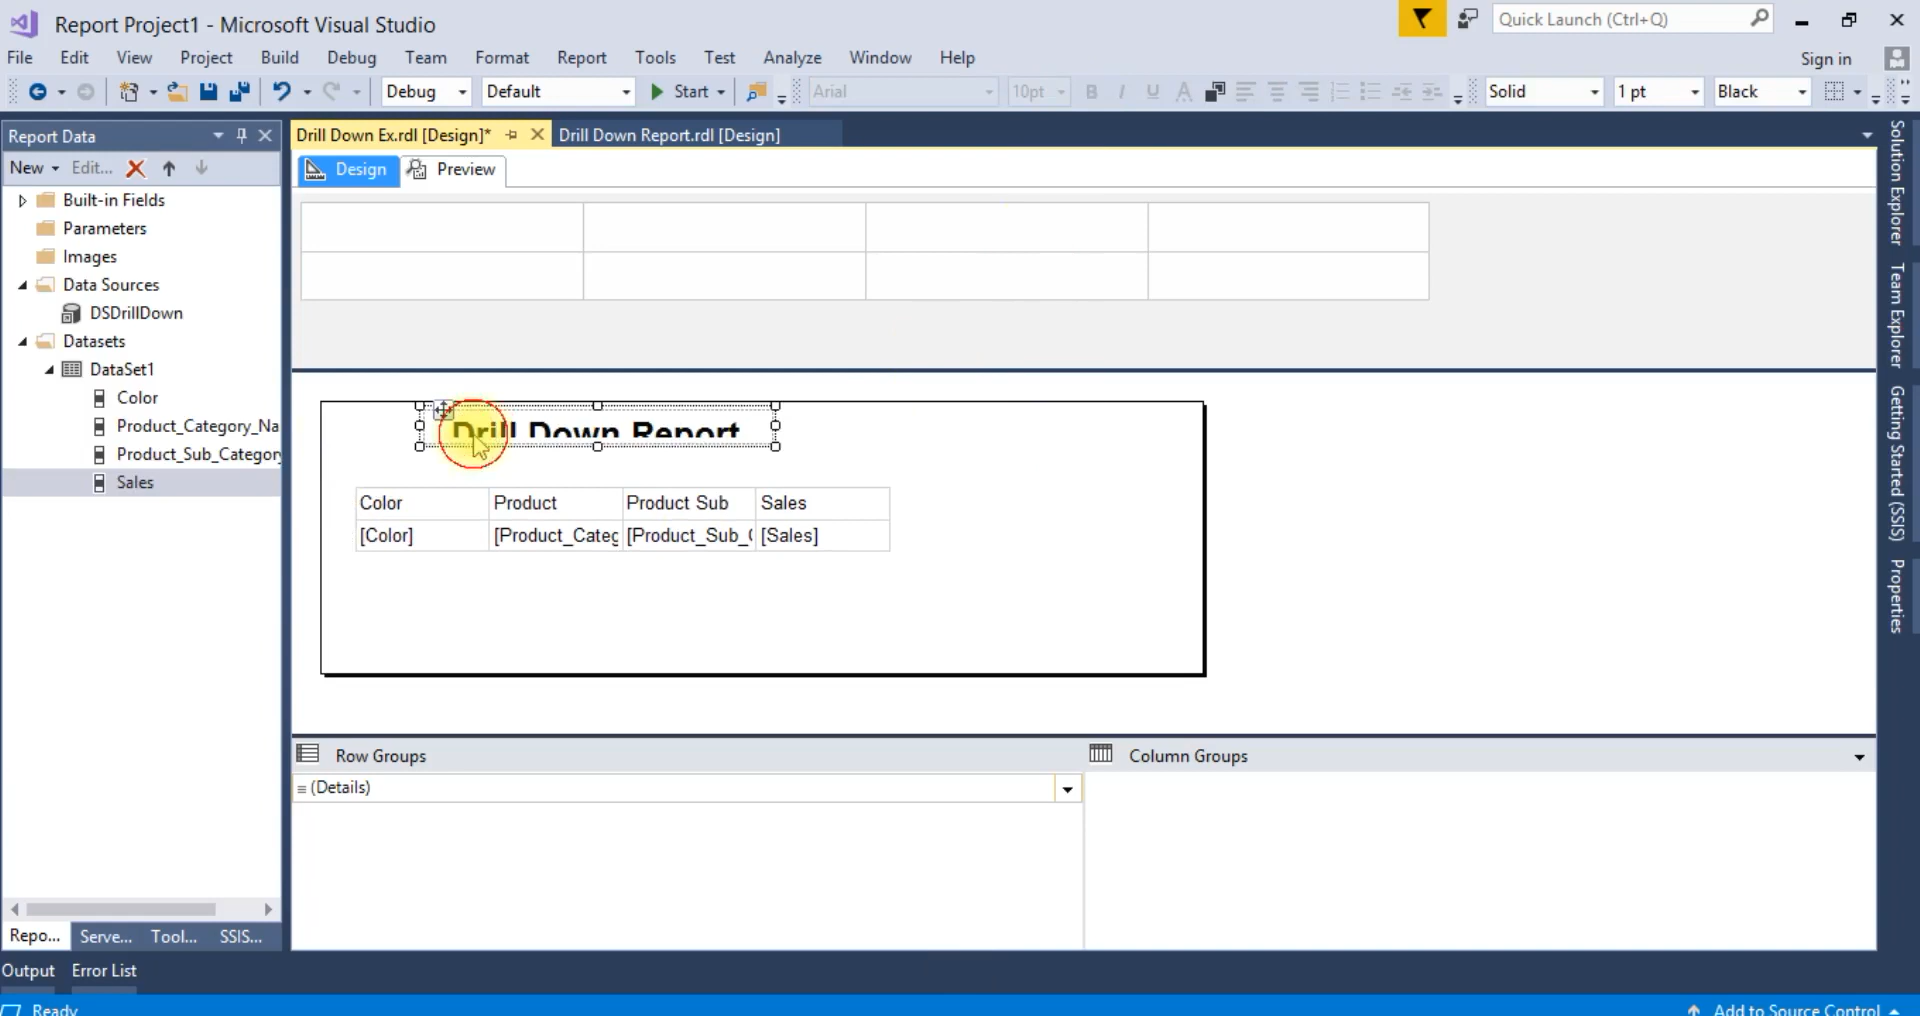 Report Project1 - Microsoft Visual Studio
Quick Launch (Ctrl+Q)
File Edit View Project Build Debug Team Format Report Tools Test Analyze Window Help
Sign in
Debug Default Start Arial 10pt B I U A Solid 1 pt Black
Report Data
Drill Down Ex.rdl [Design]* Drill Down Report.rdl [Design]
New Edit...
Design Preview
Built-in Fields
Parameters
Images
Data Sources
DSDrillDown
Datasets
DataSet1
Color
Product_Category_Na
Product_Sub_Category
Sales
Drill Down Report
Color Product Product Sub Sales
[Color] [Product_Categ [Product_Sub_C [Sales]
Row Groups
Column Groups
(Details)
Repo... Serve... Tool... SSIS...
Output Error List
Ready
Add to Source Control
Solution Explorer
Team Explorer
Getting Started (SSIS)
Properties